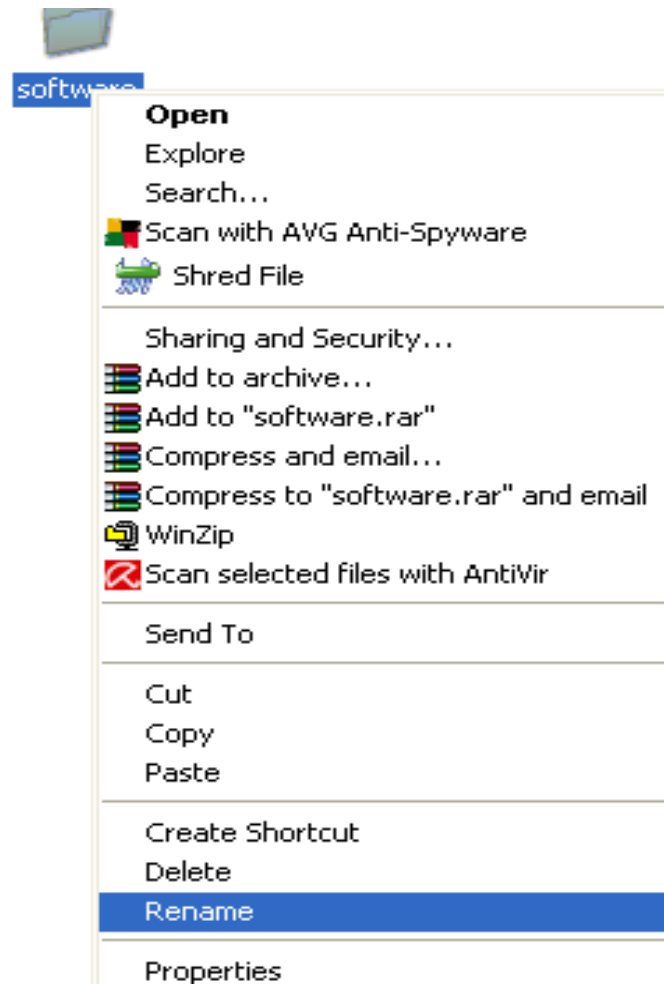 software
Open
Explore
Search...
Scan with AVG Anti-Spyware
Shred File
Sharing and Security...
Add to archive...
Add to "software.rar"
Compress and email...
Compress to "software.rar" and email
WinZip
Scan selected files with AntiVir
Send To
Cut
Copy
Paste
Create Shortcut
Delete
Rename
Properties